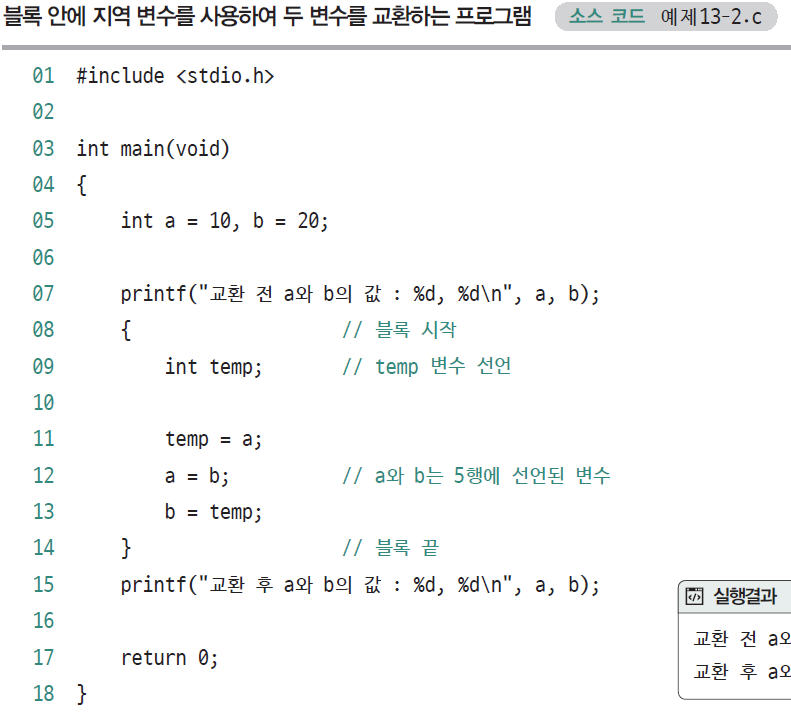 블록 안에 지역 변수를 사용하여 두 변수를 교환하는 프로그램 소스 코드 예제13-2.c
01 #include <stdio.h>
02
03 int main(void)
04 {
05     int a = 10, b = 20;
06
07     printf("교환 전 a와 b의 값 : %d, %d\n", a, b);
08     {                    // 블록 시작
09         int temp;        // temp 변수 선언
10
11         temp = a;
12         a = b;           // a와 b는 5행에 선언된 변수
13         b = temp;
14     }                    // 블록 끝
15     printf("교환 후 a와 b의 값 : %d, %d\n", a, b);
16
17     return 0;
18 }
실행결과
교환 전 a와
교환 후 a와